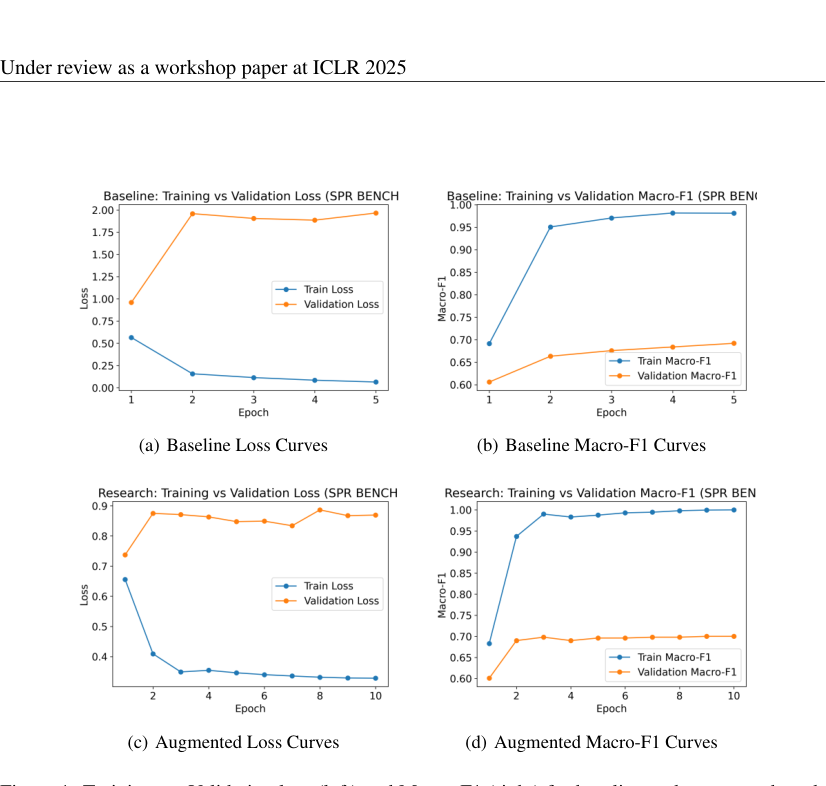 Under review as a workshop paper at ICLR 2025
Baseline: Training vs Validation Loss (SPR BENCH
2.00
1.75
1.50
1.25
1.00
0.75
0.50
0.25
0.00
Loss
Train Loss
Validation Loss
1 2 3 4 5
Epoch
(a) Baseline Loss Curves
Baseline: Training vs Validation Macro-F1 (SPR BENC
1.00
0.95
0.90
0.85
0.80
0.75
0.70
0.65
0.60
Macro-F1
Train Macro-F1
Validation Macro-F1
1 2 3 4 5
Epoch
(b) Baseline Macro-F1 Curves
Research: Training vs Validation Loss (SPR BENCH
0.9
0.8
0.7
0.6
0.5
0.4
Loss
Train Loss
Validation Loss
2 4 6 8 10
Epoch
(c) Augmented Loss Curves
Research: Training vs Validation Macro-F1 (SPR BEN
1.00
0.95
0.90
0.85
0.80
0.75
0.70
0.65
0.60
Macro-F1
Train Macro-F1
Validation Macro-F1
2 4 6 8 10
Epoch
(d) Augmented Macro-F1 Curves